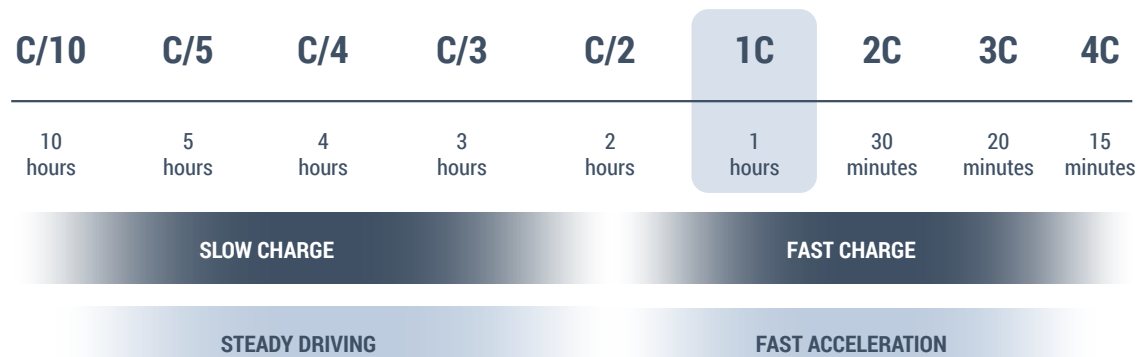 C/10 C/5 C/4 C/3 C/2 1C 2C 3C 4C
10 5 4 3 2 1 30 20 15
hours hours hours hours hours hours minutes minutes minutes
SLOW CHARGE FAST CHARGE
STEADY DRIVING FAST ACCELERATION